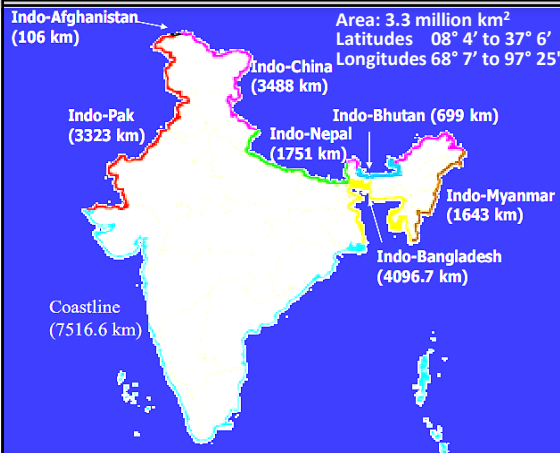 Indo-Afghanistan
(106 km)
Area: 3.3 million km²
Latitudes 08° 4’ to 37° 6’
Longitudes 68° 7’ to 97° 25’
Indo-China
(3488 km)
Indo-Pak
(3323 km)
Indo-Bhutan (699 km)
Indo-Nepal
(1751 km)
Indo-Myanmar
(1643 km)
Indo-Bangladesh
(4096.7 km)
Coastline
(7516.6 km)